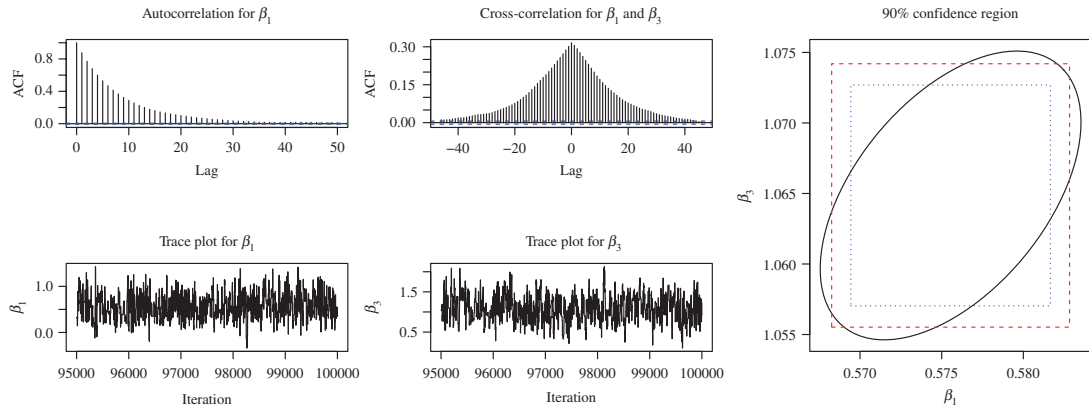 Autocorrelation for β1
ACF
0.0 0.4 0.8
0 10 20 30 40 50
Lag
Cross-correlation for β1 and β3
ACF
0.00 0.15 0.30
−40 −20 0 20 40
Lag
Trace plot for β1
β1
0.0 1.0
95000 96000 97000 98000 99000 100000
Iteration
Trace plot for β3
β3
0.5 1.5
95000 96000 97000 98000 99000 100000
Iteration
90% confidence region
β3
1.075
1.070
1.065
1.060
1.055
0.570 0.575 0.580
β1